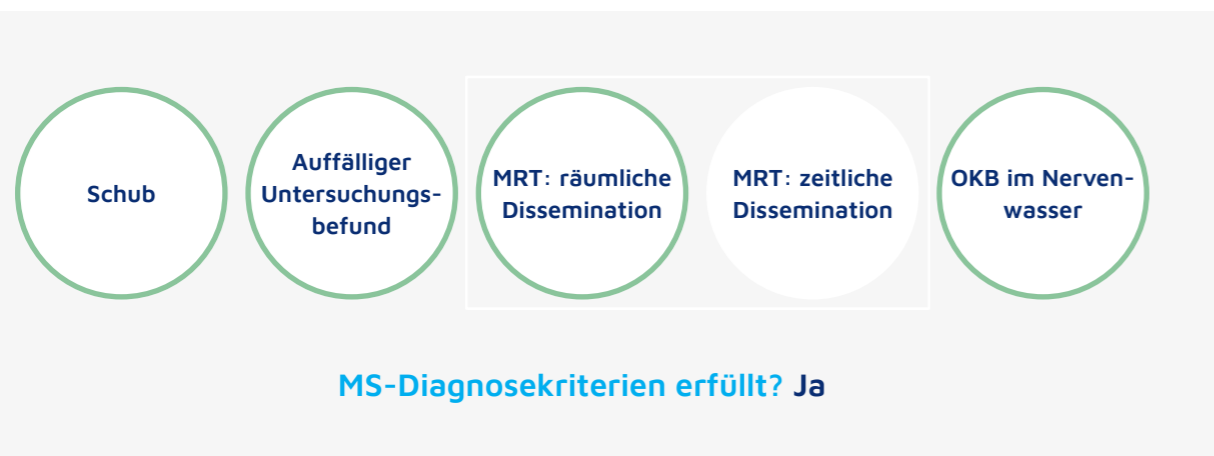 Schub
Auffälliger
Untersuchungs-
befund
MRT: räumliche
Dissemination
MRT: zeitliche
Dissemination
OKB im Nerven-
wasser
MS-Diagnosekriterien erfüllt? Ja